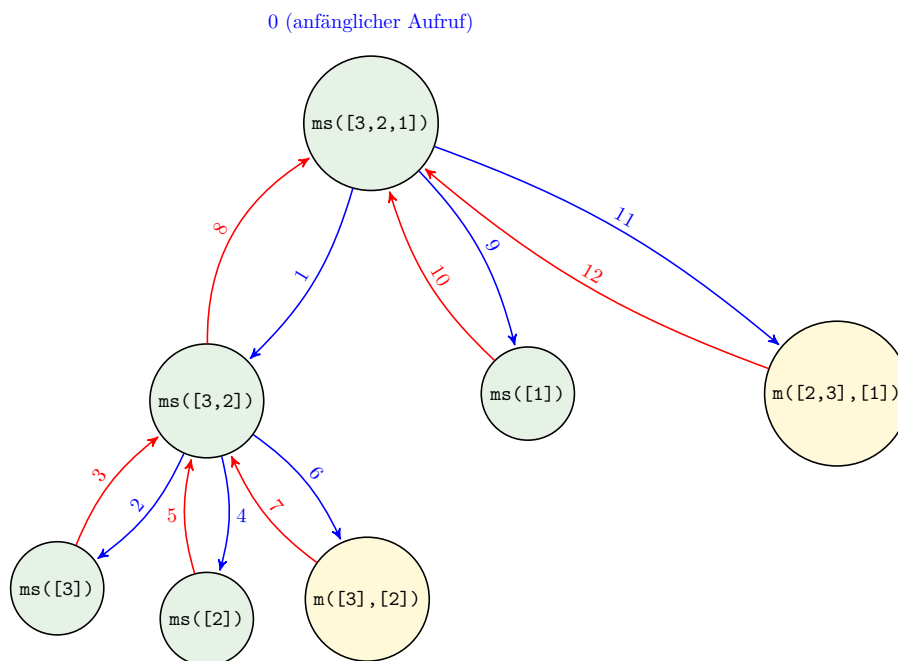 0 (anfänglicher Aufruf)
ms([3,2,1])
8
1
9
10
11
12
ms([3,2])
ms([1])
m([2,3],[1])
3
2
5
4
7
6
ms([3])
ms([2])
m([3],[2])